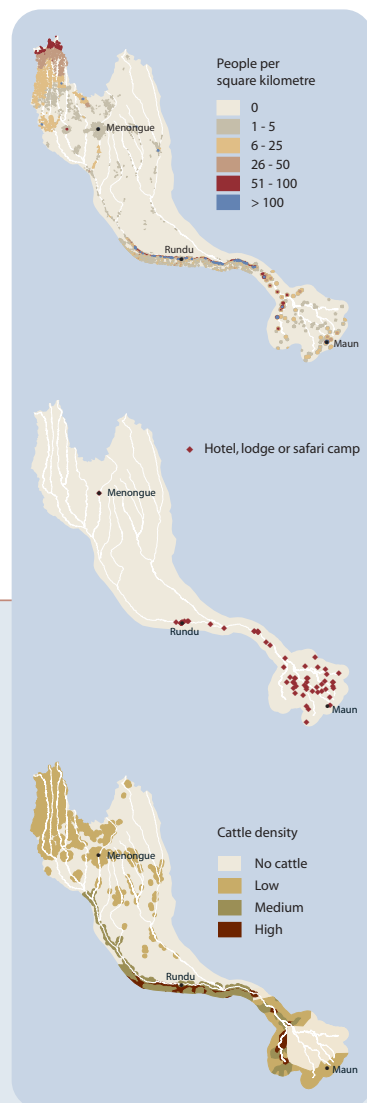 People per
square kilometre
0
1 - 5
6 - 25
26 - 50
51 - 100
> 100
Menongue
Rundu
Maun
Hotel, lodge or safari camp
Menongue
Rundu
Maun
Cattle density
No cattle
Low
Medium
High
Menongue
Rundu
Maun